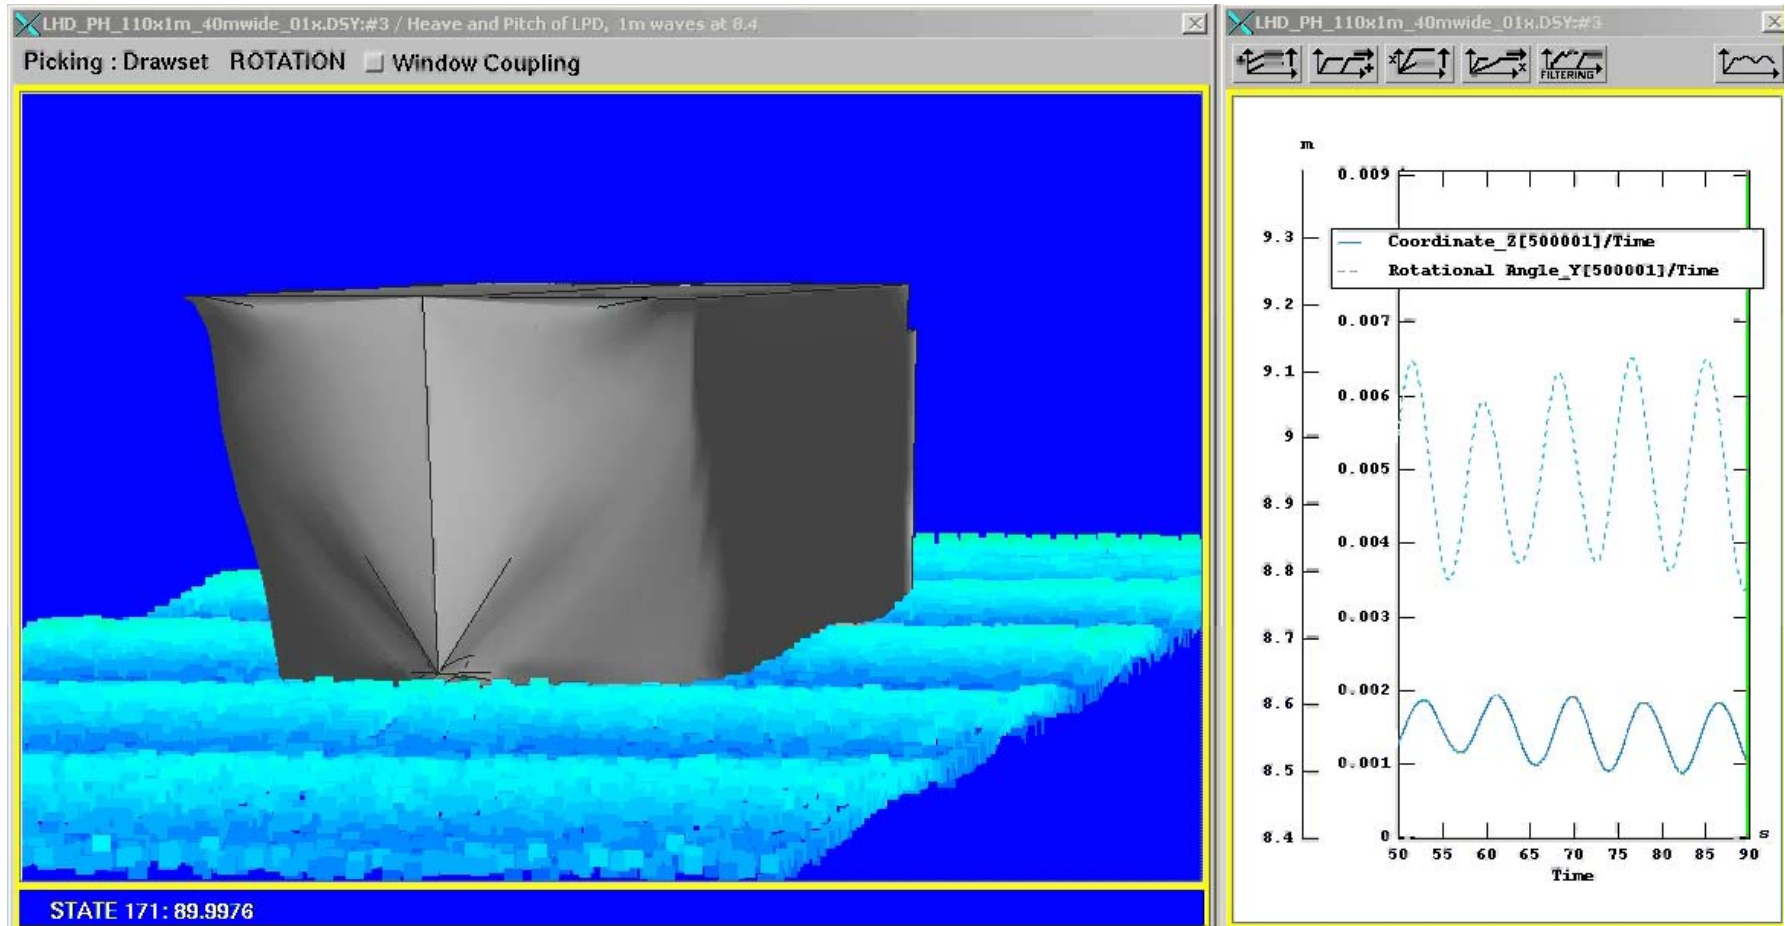 LHD_PH_110x1m_40mwide_01x.DSY:#3 / Heave and Pitch of LPD, 1m waves at 8.4
Picking : Drawset ROTATION Window Coupling
STATE 171: 89.9976
LHD_PH_110x1m_40mwide_01x.DSY:#3
FILTERING
m
0.009
9.3
Coordinate_Z[500001]/Time
Rotational Angle_Y[500001]/Time
9.2
0.007
9.1
0.006
9
0.005
8.9
0.004
8.8
0.003
8.7
0.002
8.6
0.001
8.5
8.4
0
s
50 55 60 65 70 75 80 85 90
Time